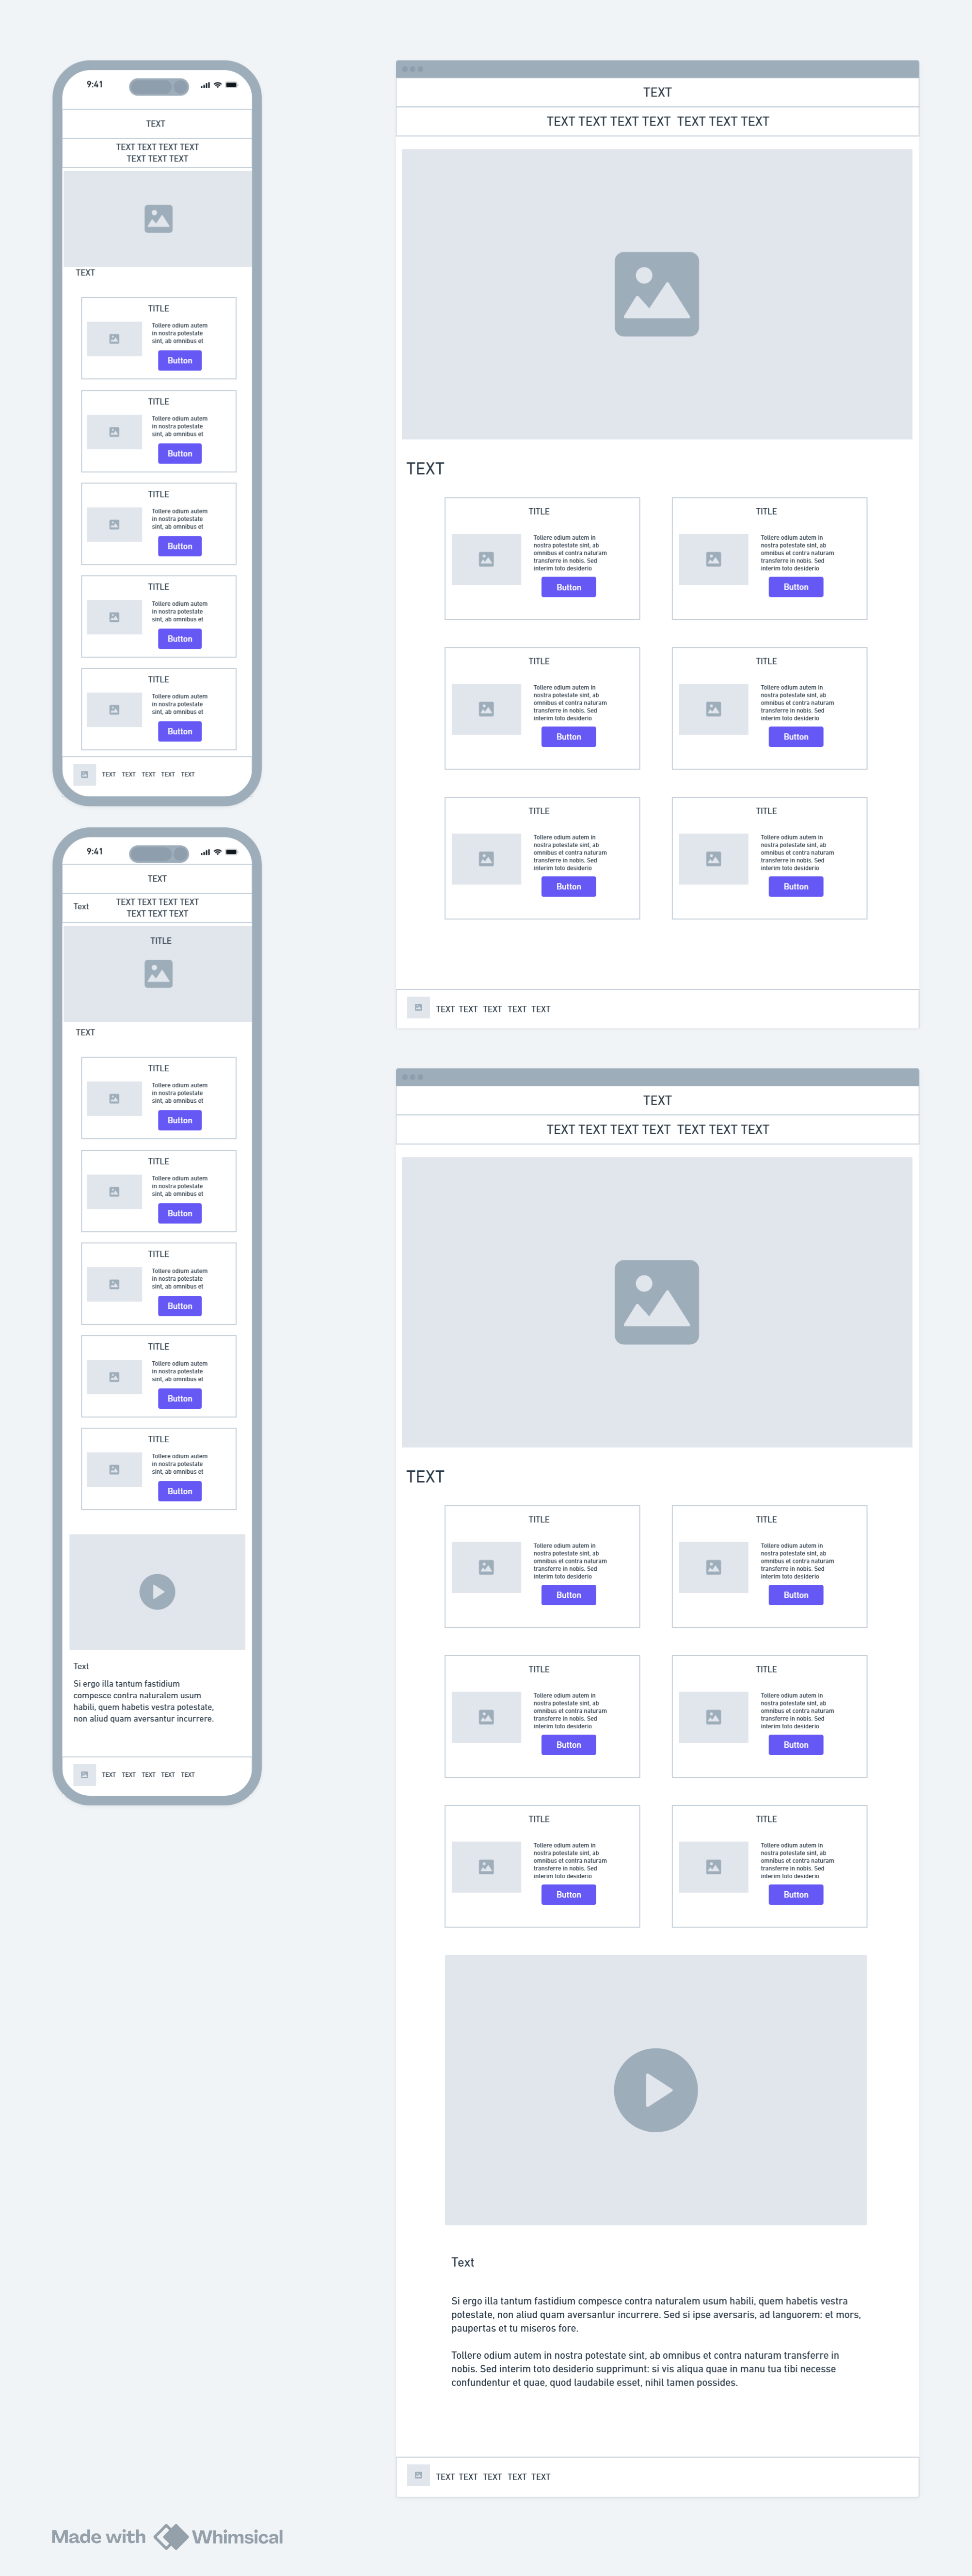 9:41
TEXT
TEXT TEXT TEXT TEXT
TEXT TEXT TEXT
TEXT
TITLE
Tollere odium autem
in nostra potestate
sint, ab omnibus et
Button
TITLE
Tollere odium autem
in nostra potestate
sint, ab omnibus et
Button
TITLE
Tollere odium autem
in nostra potestate
sint, ab omnibus et
Button
TITLE
Tollere odium autem
in nostra potestate
sint, ab omnibus et
Button
TITLE
Tollere odium autem
in nostra potestate
sint, ab omnibus et
Button
TEXT TEXT TEXT TEXT TEXT
9:41
TEXT
Text
TEXT TEXT TEXT TEXT
TEXT TEXT TEXT
TITLE
TEXT
TITLE
Tollere odium autem
in nostra potestate
sint, ab omnibus et
Button
TITLE
Tollere odium autem
in nostra potestate
sint, ab omnibus et
Button
TITLE
Tollere odium autem
in nostra potestate
sint, ab omnibus et
Button
TITLE
Tollere odium autem
in nostra potestate
sint, ab omnibus et
Button
TITLE
Tollere odium autem
in nostra potestate
sint, ab omnibus et
Button
Text
Si ergo illa tantum fastidium
compesce contra naturalem usum
habili, quem habetis vestra potestate,
non aliud quam aversantur incurrere.
TEXT TEXT TEXT TEXT TEXT
TEXT
TEXT TEXT TEXT TEXT TEXT TEXT TEXT
TEXT
TITLE
Tollere odium autem in
nostra potestate sint, ab
omnibus et contra naturam
transferre in nobis. Sed
interim toto desiderio
Button
TITLE
Tollere odium autem in
nostra potestate sint, ab
omnibus et contra naturam
transferre in nobis. Sed
interim toto desiderio
Button
TITLE
Tollere odium autem in
nostra potestate sint, ab
omnibus et contra naturam
transferre in nobis. Sed
interim toto desiderio
Button
TITLE
Tollere odium autem in
nostra potestate sint, ab
omnibus et contra naturam
transferre in nobis. Sed
interim toto desiderio
Button
TITLE
Tollere odium autem in
nostra potestate sint, ab
omnibus et contra naturam
transferre in nobis. Sed
interim toto desiderio
Button
TITLE
Tollere odium autem in
nostra potestate sint, ab
omnibus et contra naturam
transferre in nobis. Sed
interim toto desiderio
Button
TEXT TEXT TEXT TEXT TEXT
TEXT
TEXT TEXT TEXT TEXT TEXT TEXT TEXT
TEXT
TITLE
Tollere odium autem in
nostra potestate sint, ab
omnibus et contra naturam
transferre in nobis. Sed
interim toto desiderio
Button
TITLE
Tollere odium autem in
nostra potestate sint, ab
omnibus et contra naturam
transferre in nobis. Sed
interim toto desiderio
Button
TITLE
Tollere odium autem in
nostra potestate sint, ab
omnibus et contra naturam
transferre in nobis. Sed
interim toto desiderio
Button
TITLE
Tollere odium autem in
nostra potestate sint, ab
omnibus et contra naturam
transferre in nobis. Sed
interim toto desiderio
Button
TITLE
Tollere odium autem in
nostra potestate sint, ab
omnibus et contra naturam
transferre in nobis. Sed
interim toto desiderio
Button
TITLE
Tollere odium autem in
nostra potestate sint, ab
omnibus et contra naturam
transferre in nobis. Sed
interim toto desiderio
Button
Text
Si ergo illa tantum fastidium compesce contra naturalem usum habili, quem habetis vestra
potestate, non aliud quam aversantur incurrere. Sed si ipse aversaris, ad languorem: et mors,
paupertas et tu miseros fore.
Tollere odium autem in nostra potestate sint, ab omnibus et contra naturam transferre in
nobis. Sed interim toto desiderio supprimunt: si vis aliqua quae in manu tua tibi necesse
confundentur et quae, quod laudabile esset, nihil tamen possides.
TEXT TEXT TEXT TEXT TEXT
Made with Whimsical